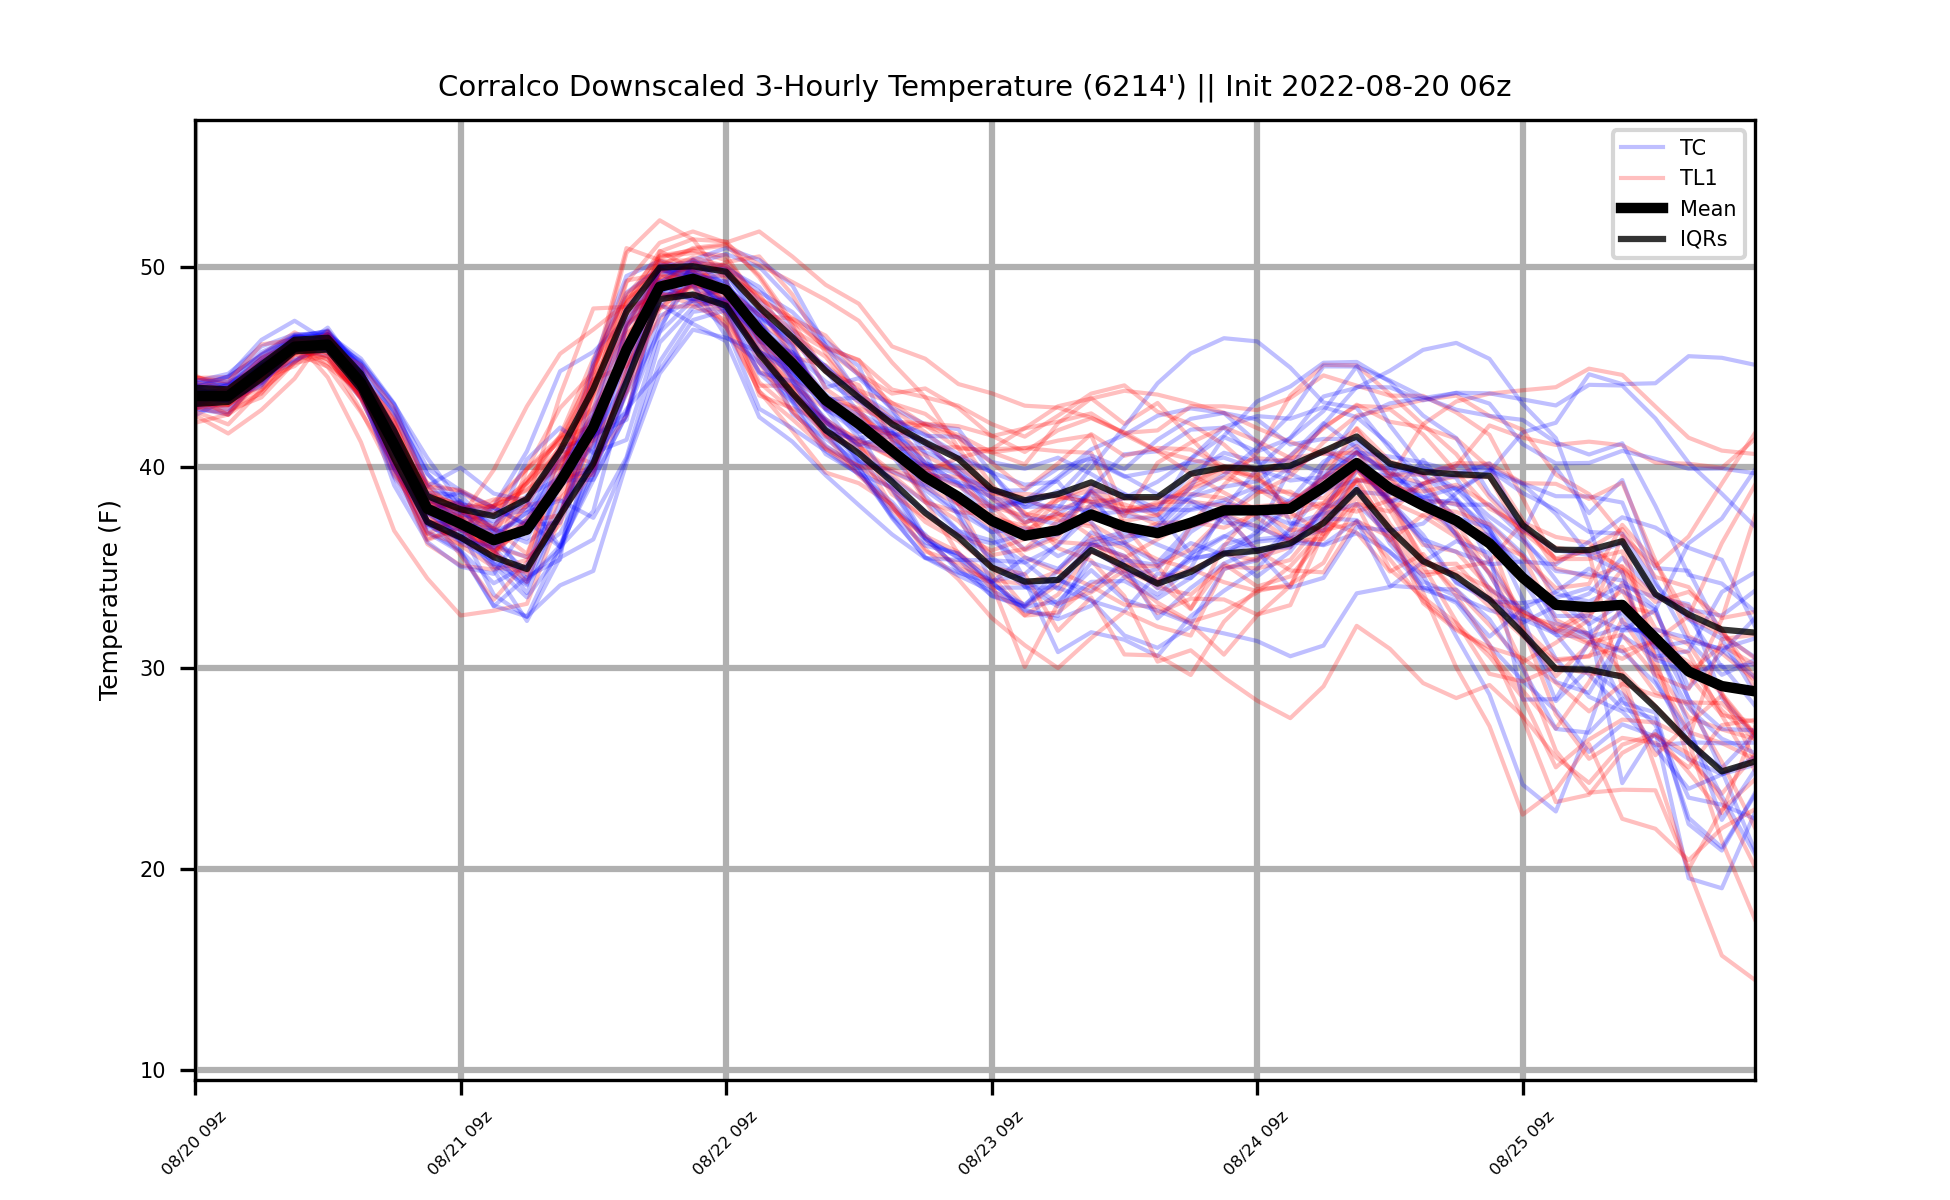 Corralco Downscaled 3-Hourly Temperature (6214') || Init 2022-08-20 06z
TC
TL1
Mean
IQRs
Temperature (F)
50
40
30
20
10
08/20 09z
08/21 09z
08/22 09z
08/23 09z
08/24 09z
08/25 09z